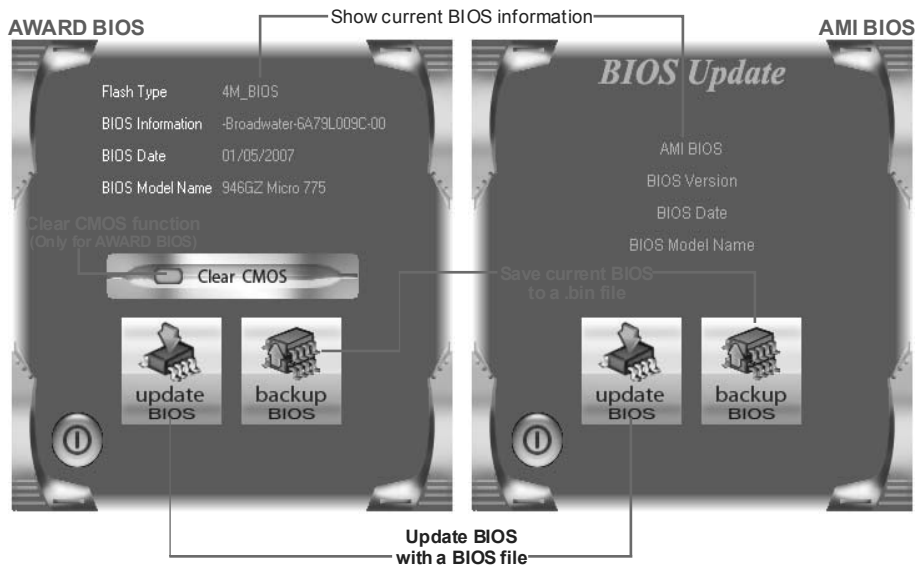 Show current BIOS information
AWARD BIOS
AMI BIOS
Flash Type 4M_BIOS
BIOS Information -Broadwater-6A79L009C-00
BIOS Date 01/05/2007
BIOS Model Name 946GZ Micro 775
Clear CMOS function
(Only for AWARD BIOS)
Clear CMOS
update
BIOS
backup
BIOS
BIOS Update
AMI BIOS
BIOS Version
BIOS Date
BIOS Model Name
Save current BIOS
to a .bin file
update
BIOS
backup
BIOS
Update BIOS
with a BIOS file